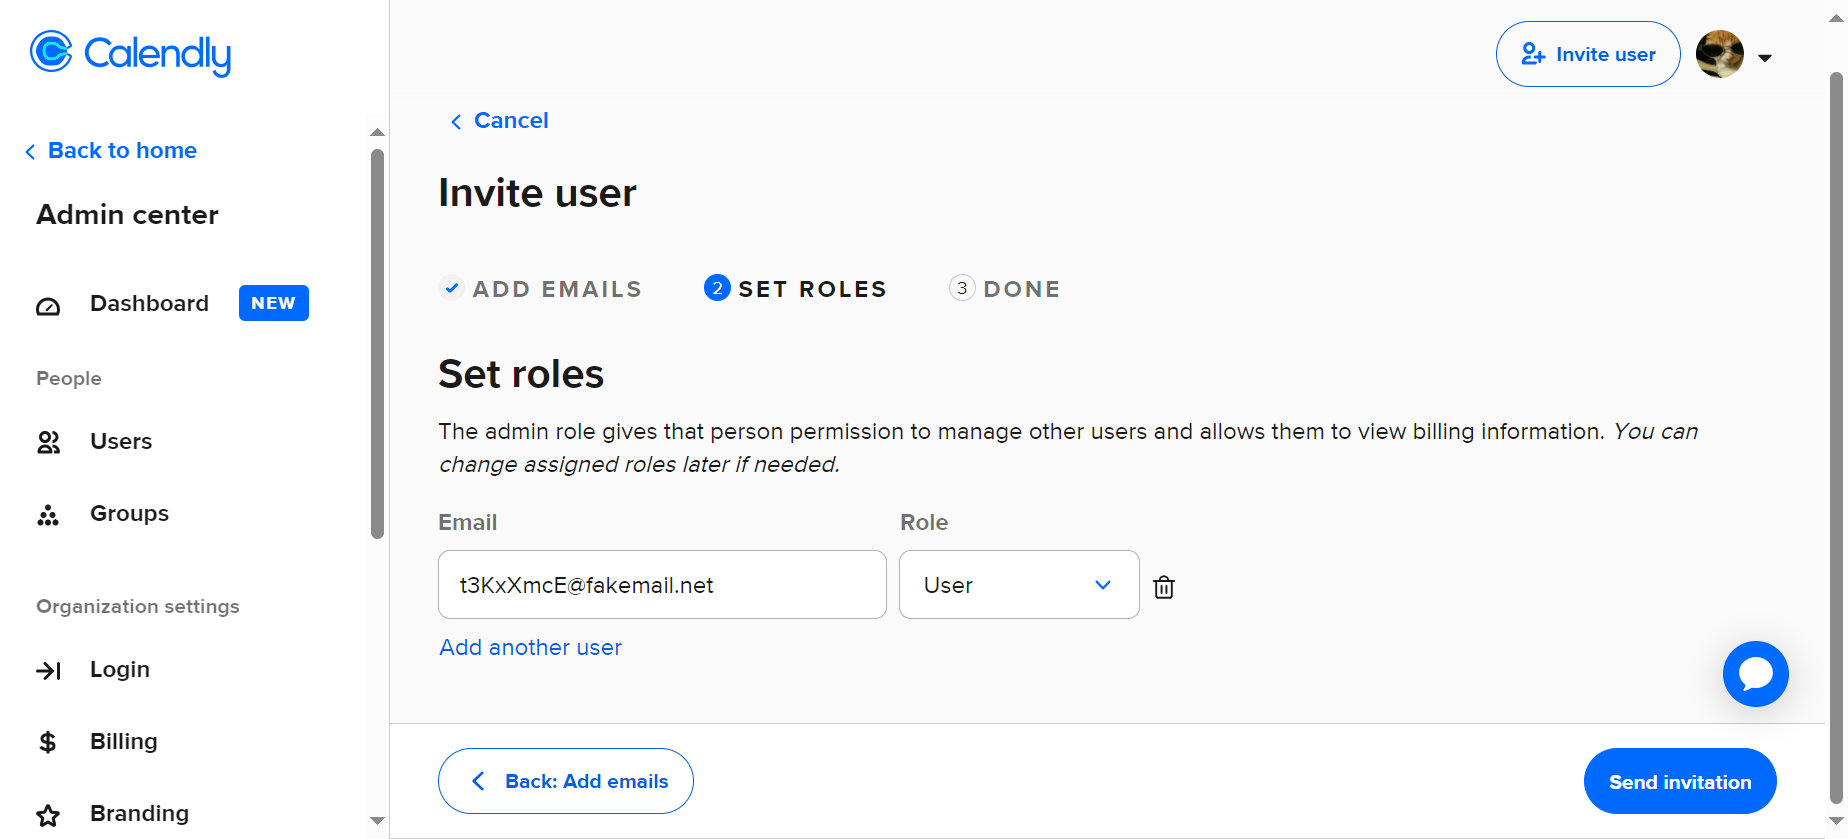 Calendly
Back to home
Admin center
Dashboard NEW
People
Users
Groups
Organization settings
Login
Billing
Branding
Invite user
Cancel
Invite user
ADD EMAILS 2 SET ROLES 3 DONE
Set roles
The admin role gives that person permission to manage other users and allows them to view billing information. You can
change assigned roles later if needed.
Email Role
t3KxXmcE@fakemail.net User
Add another user
Back: Add emails
Send invitation